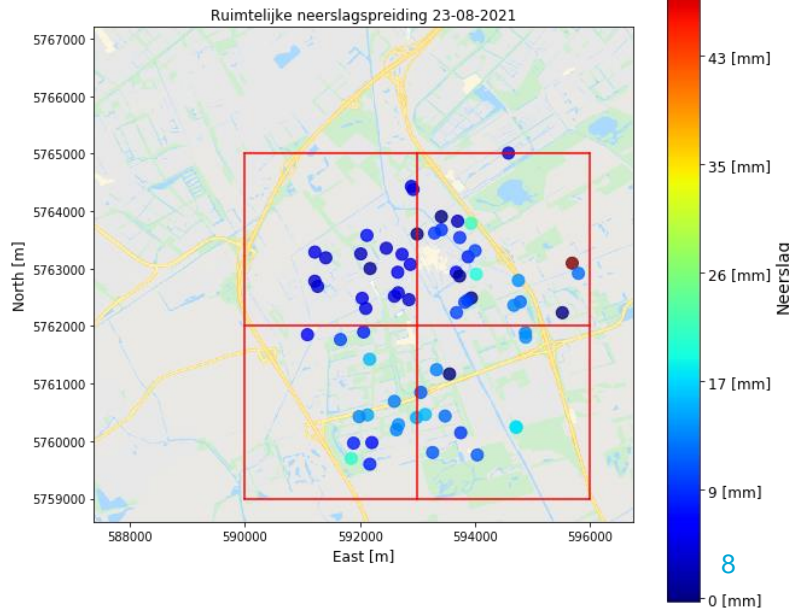 Ruimtelijke neerslagspreiding 23-08-2021
5767000
5766000
5765000
5764000
5763000
5762000
5761000
5760000
5759000
North [m]
588000
590000
592000
594000
596000
East [m]
43 [mm]
35 [mm]
26 [mm]
17 [mm]
9 [mm]
0 [mm]
Neerslag
8